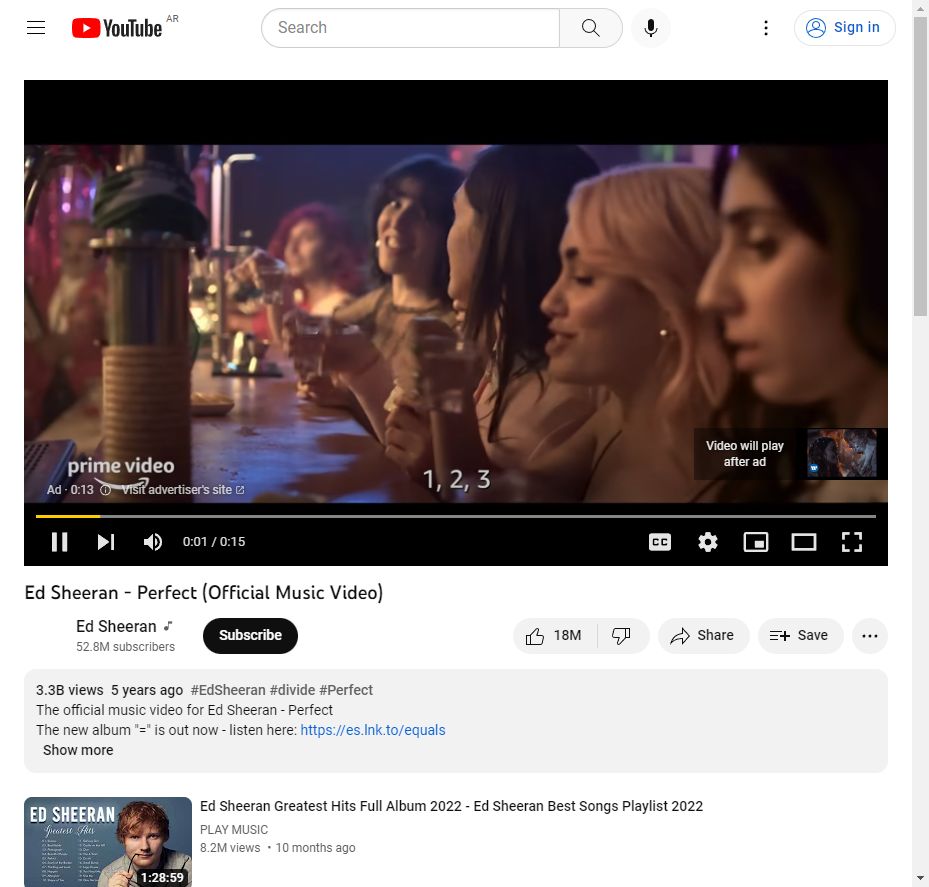 YouTube AR
Search
Sign in
Video will play
after ad
prime video
Ad · 0:13 Visit advertiser's site
1, 2, 3
0:01 / 0:15
CC
Ed Sheeran - Perfect (Official Music Video)
Ed Sheeran
52.8M subscribers
Subscribe
18M
Share
Save
3.3B views 5 years ago #EdSheeran #divide #Perfect
The official music video for Ed Sheeran - Perfect
The new album "=" is out now - listen here: https://es.lnk.to/equals
Show more
ED SHEERAN
Greatest Hits
1:28:59
Ed Sheeran Greatest Hits Full Album 2022 - Ed Sheeran Best Songs Playlist 2022
PLAY MUSIC
8.2M views • 10 months ago